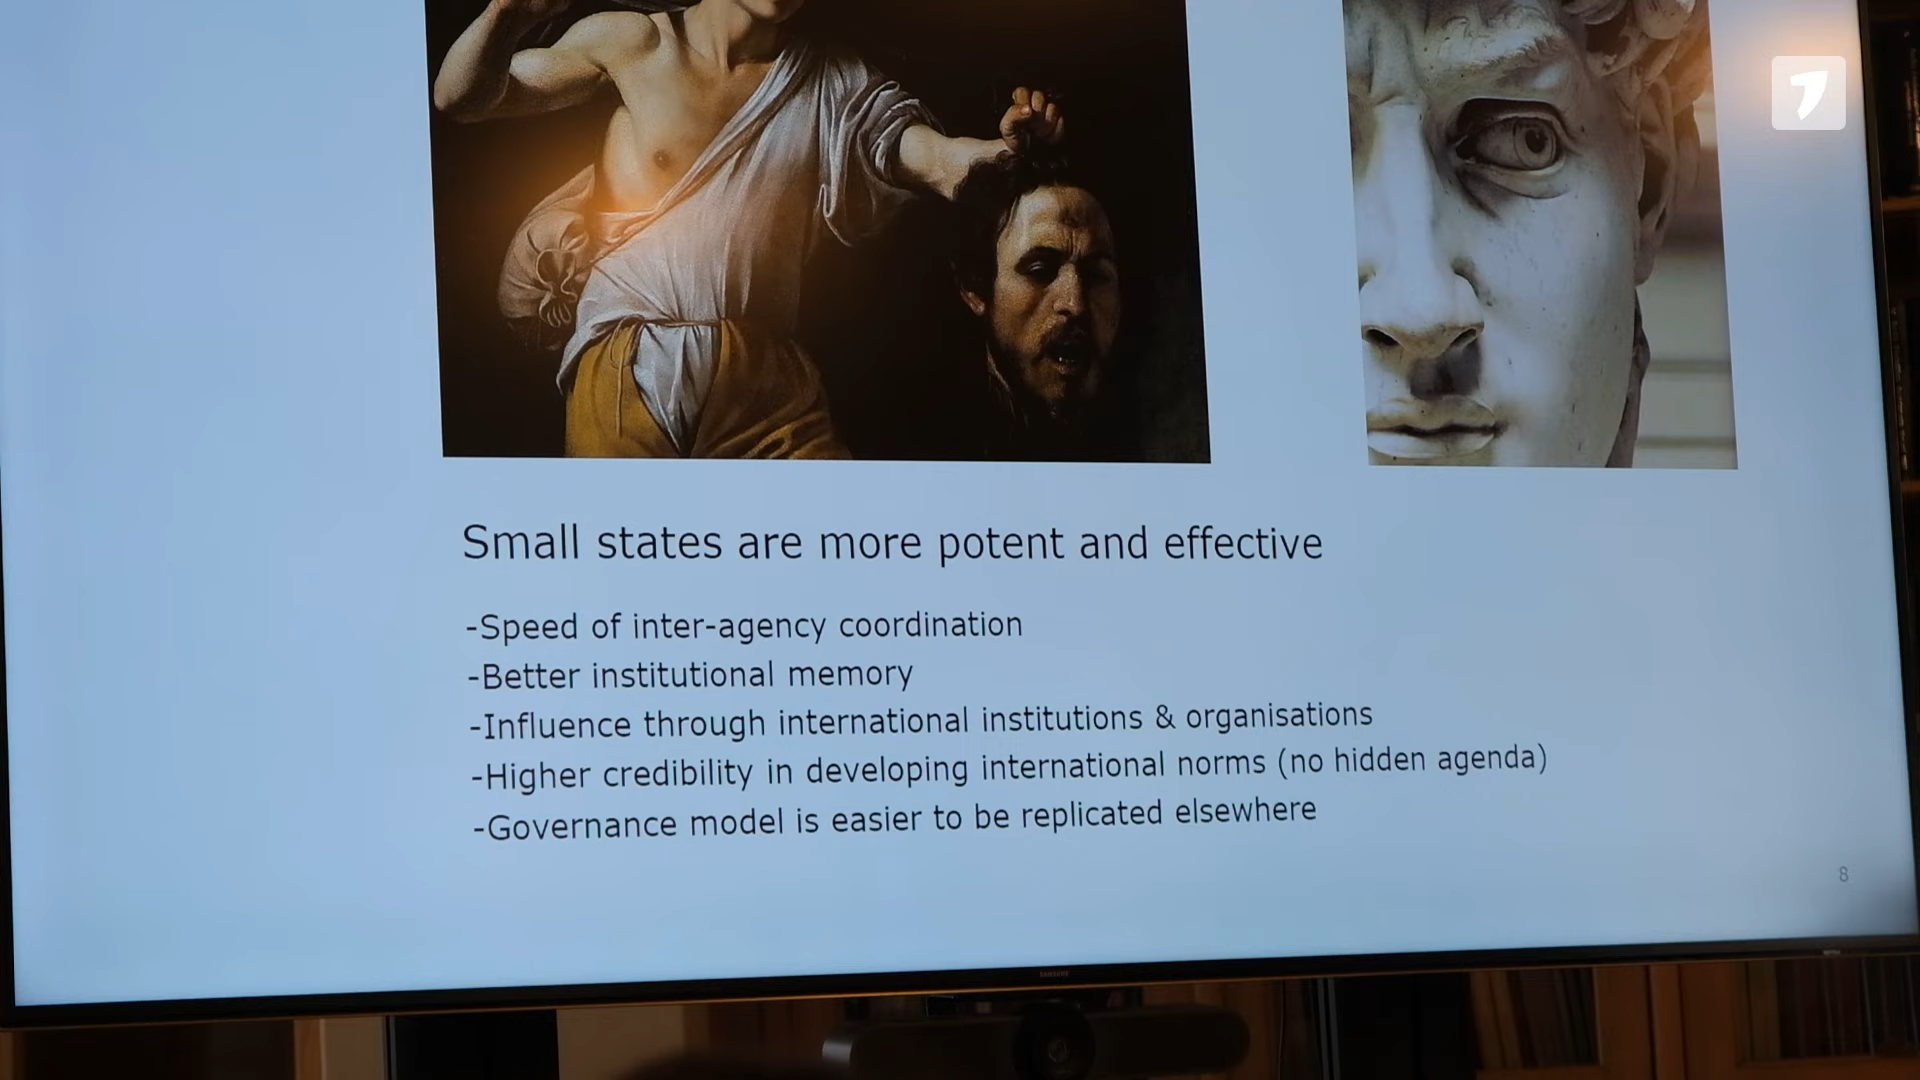 Small states are more potent and effective
-Speed of inter-agency coordination
-Better institutional memory
-Influence through international institutions & organisations
-Higher credibility in developing international norms (no hidden agenda)
-Governance model is easier to be replicated elsewhere
8
SAMSUNG